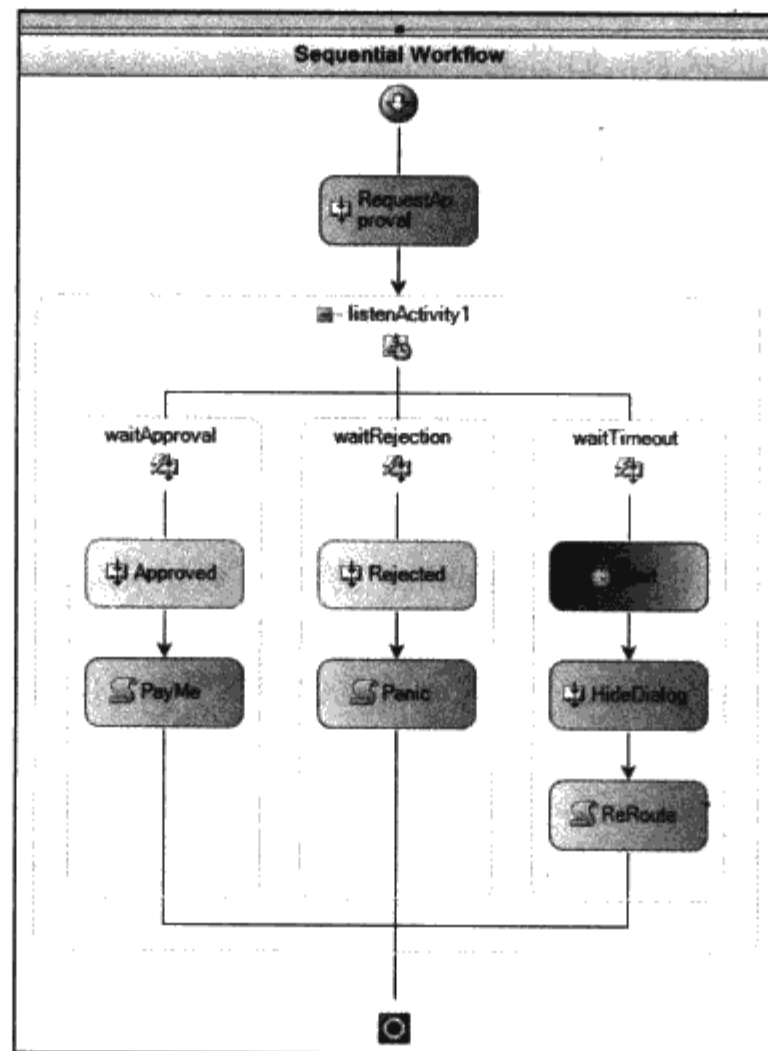 Sequential Workflow
RequestAp
proval
listenActivity1
waitApproval
waitRejection
waitTimeout
Approved
Rejected
PayMe
Panic
HideDialog
ReRoute